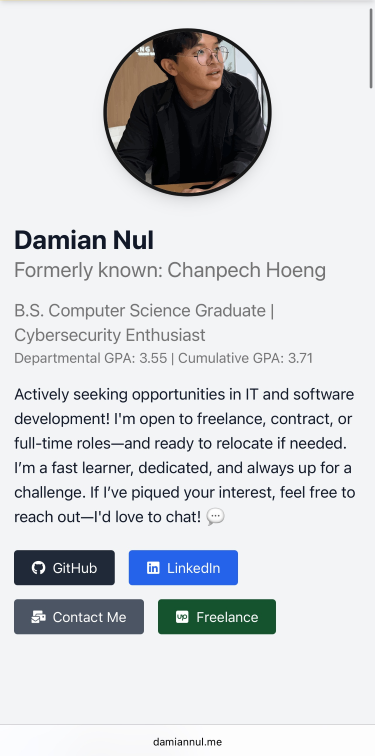 Damian Nul
Formerly known: Chanpech Hoeng
B.S. Computer Science Graduate |
Cybersecurity Enthusiast
Departmental GPA: 3.55 | Cumulative GPA: 3.71
Actively seeking opportunities in IT and software
development! I'm open to freelance, contract, or
full-time roles—and ready to relocate if needed.
I’m a fast learner, dedicated, and always up for a
challenge. If I’ve piqued your interest, feel free to
reach out—I'd love to chat! 💬
GitHub
LinkedIn
Contact Me
up Freelance
damiannul.me